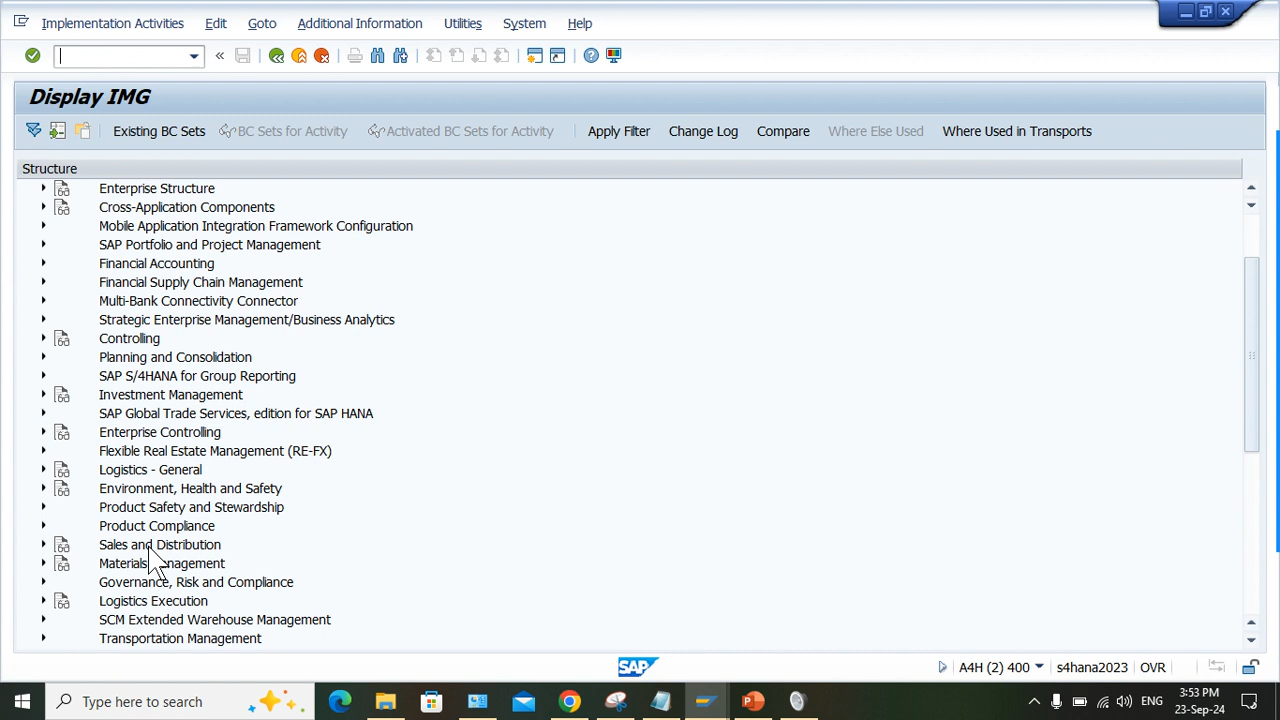 Implementation Activities Edit Goto Additional Information Utilities System Help
Display IMG
Existing BC Sets BC Sets for Activity Activated BC Sets for Activity Apply Filter Change Log Compare Where Else Used Where Used in Transports
Structure
Enterprise Structure
Cross-Application Components
Mobile Application Integration Framework Configuration
SAP Portfolio and Project Management
Financial Accounting
Financial Supply Chain Management
Multi-Bank Connectivity Connector
Strategic Enterprise Management/Business Analytics
Controlling
Planning and Consolidation
SAP S/4HANA for Group Reporting
Investment Management
SAP Global Trade Services, edition for SAP HANA
Enterprise Controlling
Flexible Real Estate Management (RE-FX)
Logistics - General
Environment, Health and Safety
Product Safety and Stewardship
Product Compliance
Sales and Distribution
Materials Management
Governance, Risk and Compliance
Logistics Execution
SCM Extended Warehouse Management
Transportation Management
SAP A4H (2) 400 s4hana2023 OVR
Type here to search ENG 3:53 PM
23-Sep-24